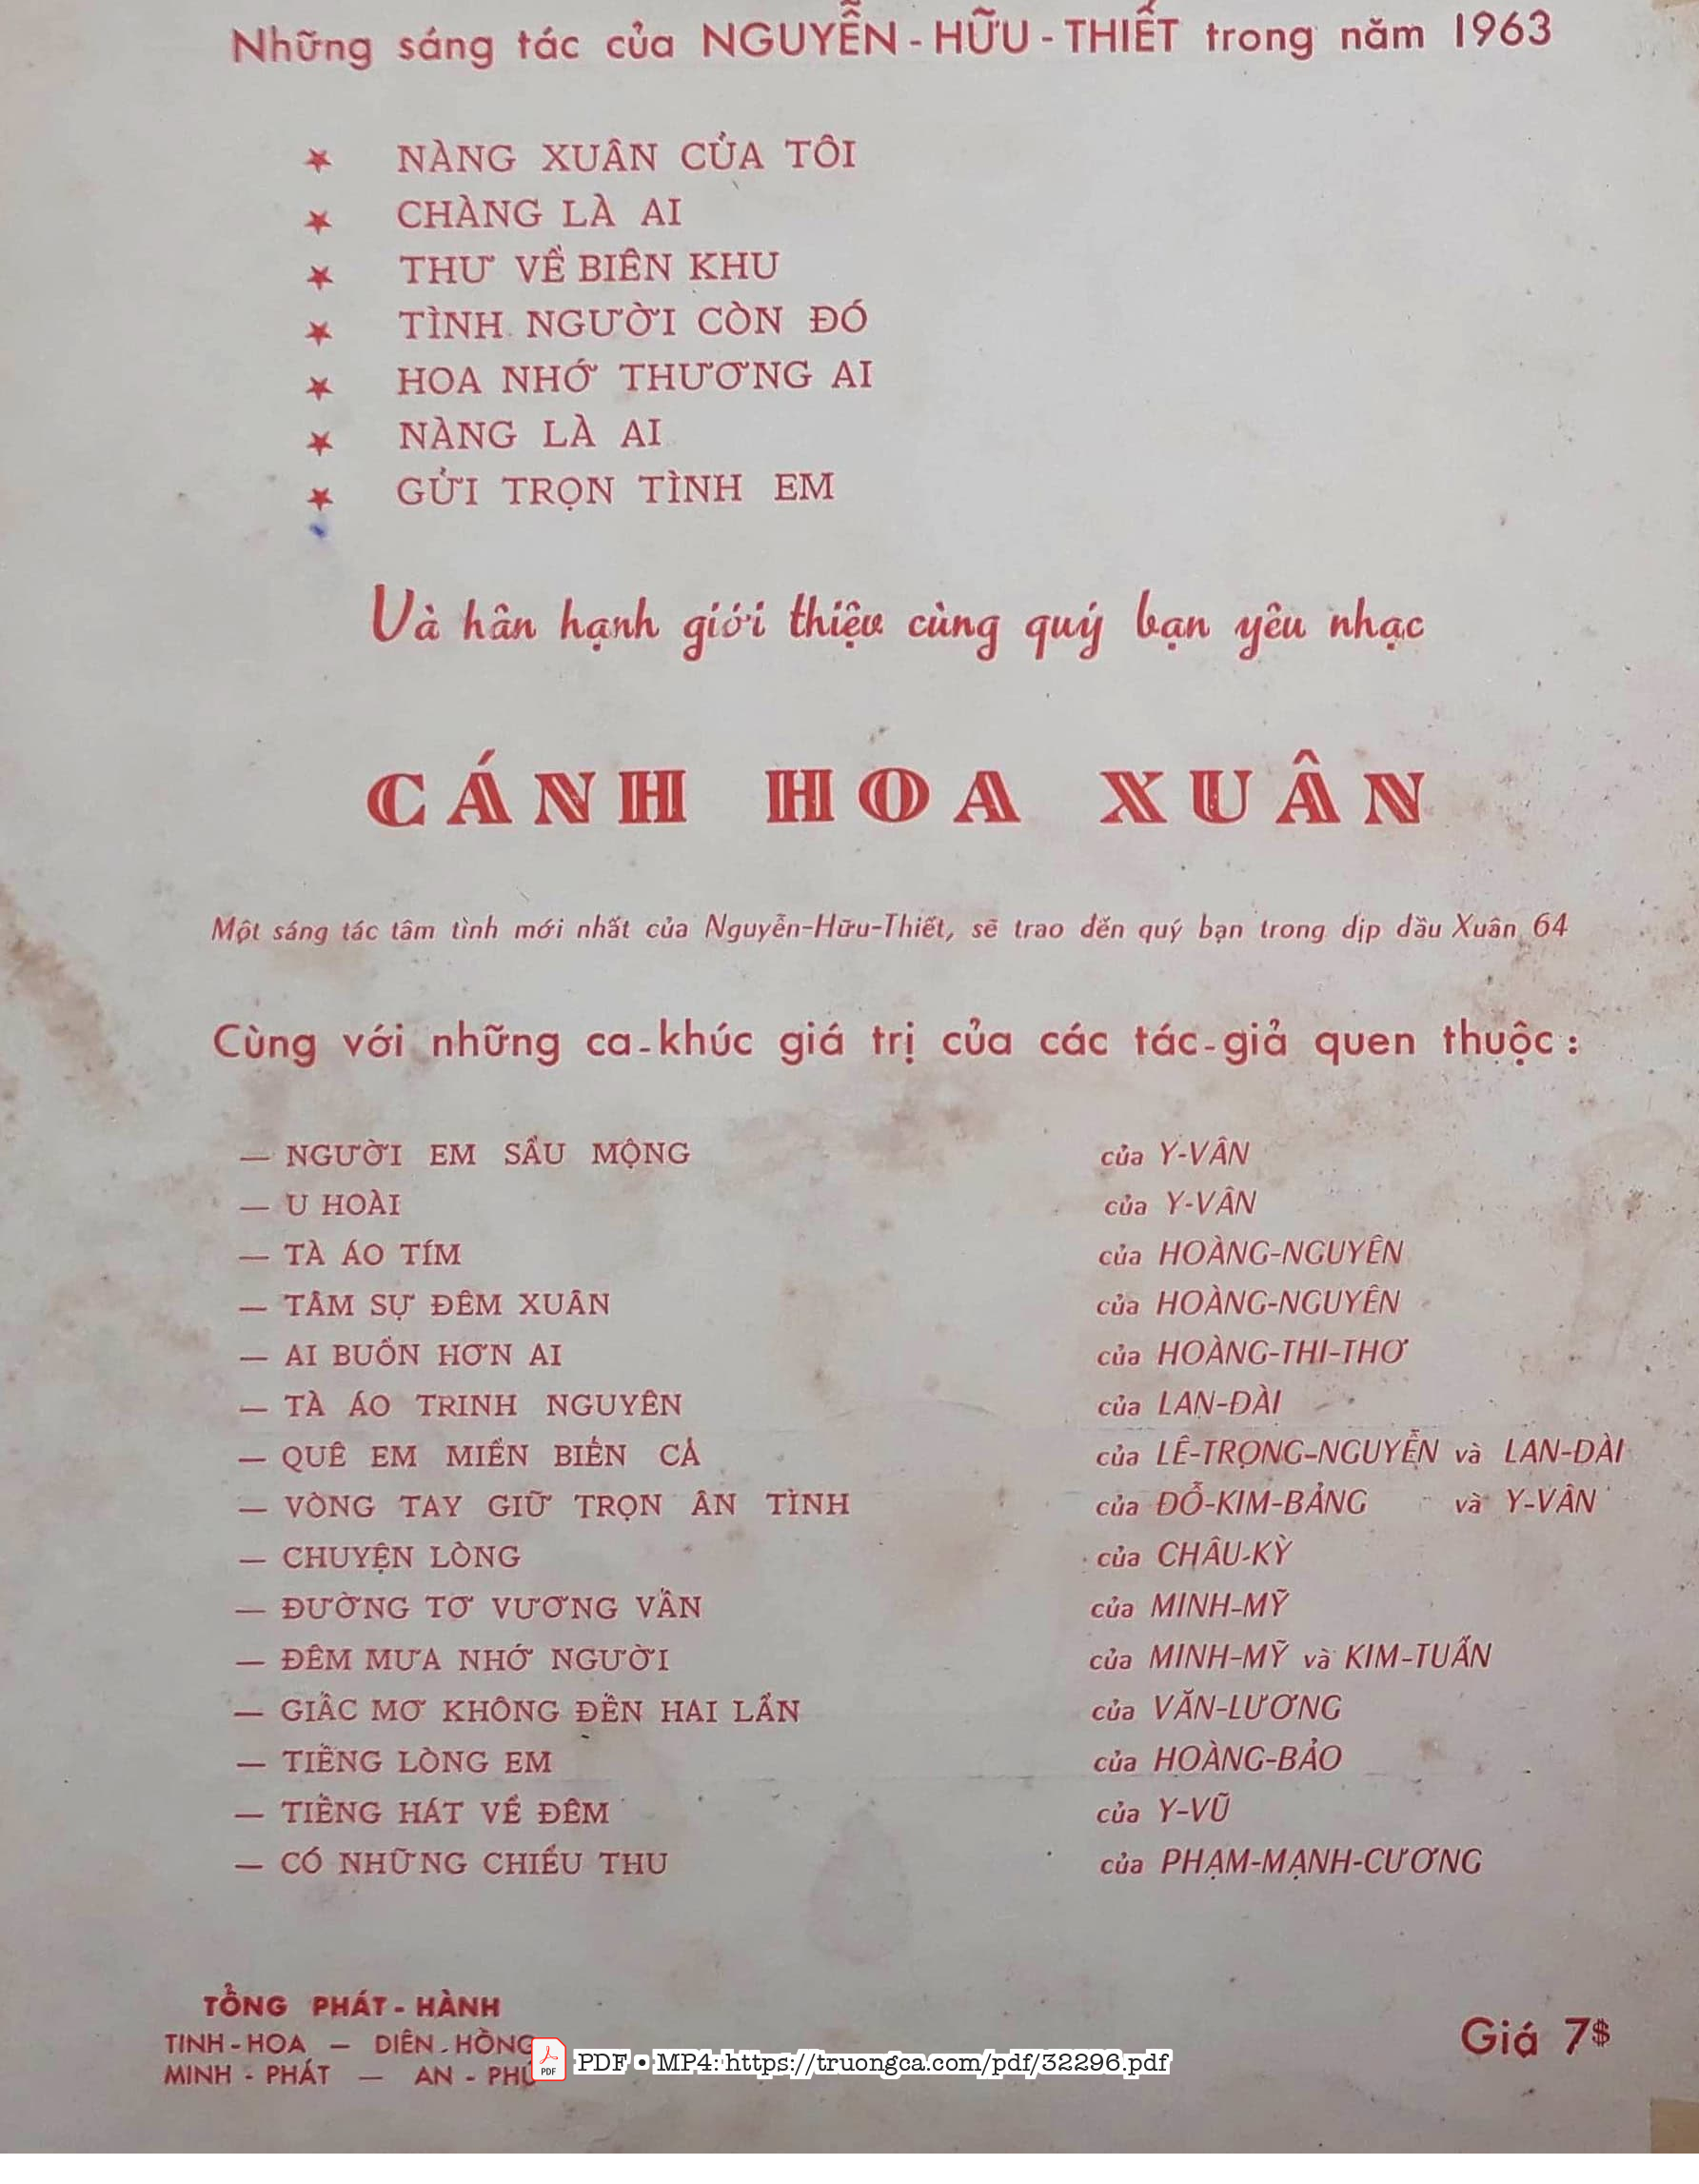 Những sáng tác của NGUYỄN - HỮU - THIẾT trong năm 1963
★ NÀNG XUÂN CỦA TÔI
★ CHÀNG LÀ AI
★ THƯ VỀ BIÊN KHU
★ TÌNH NGƯỜI CÒN ĐÓ
★ HOA NHỚ THƯƠNG AI
★ NÀNG LÀ AI
★ GỬI TRỌN TÌNH EM
Và hân hạnh giới thiệu cùng quý bạn yêu nhạc
CÁNH HOA XUÂN
Một sáng tác tâm tình mới nhất của Nguyễn-Hữu-Thiết, sẽ trao đến quý bạn trong dịp đầu Xuân 64
Cùng với những ca-khúc giá trị của các tác-giả quen thuộc :
— NGƯỜI EM SẦU MỘNG của Y-VÂN
— U HOÀI của Y-VÂN
— TÀ ÁO TÍM của HOÀNG-NGUYÊN
— TÂM SỰ ĐÊM XUÂN của HOÀNG-NGUYÊN
— AI BUỒN HƠN AI của HOÀNG-THI-THƠ
— TÀ ÁO TRINH NGUYÊN của LAN-ĐÀI
— QUÊ EM MIỀN BIỂN CẢ của LÊ-TRỌNG-NGUYỄN và LAN-ĐÀI
— VÒNG TAY GIỮ TRỌN ÂN TÌNH của ĐỖ-KIM-BẢNG và Y-VÂN
— CHUYỆN LÒNG của CHÂU-KỲ
— ĐƯỜNG TƠ VƯƠNG VẤN của MINH-MỸ
— ĐÊM MƯA NHỚ NGƯỜI của MINH-MỸ và KIM-TUẤN
— GIẤC MƠ KHÔNG ĐẾN HAI LẦN của VĂN-LƯƠNG
— TIẾNG LÒNG EM của HOÀNG-BẢO
— TIẾNG HÁT VỀ ĐÊM của Y-VŨ
— CÓ NHỮNG CHIỀU THU của PHẠM-MẠNH-CƯƠNG
TỔNG PHÁT - HÀNH
TINH - HOA — DIÊN - HỒNG
MINH - PHÁT — AN - PHÚ
Giá 7$
PDF
PDF • MP4: https://truongca.com/pdf/32296.pdf